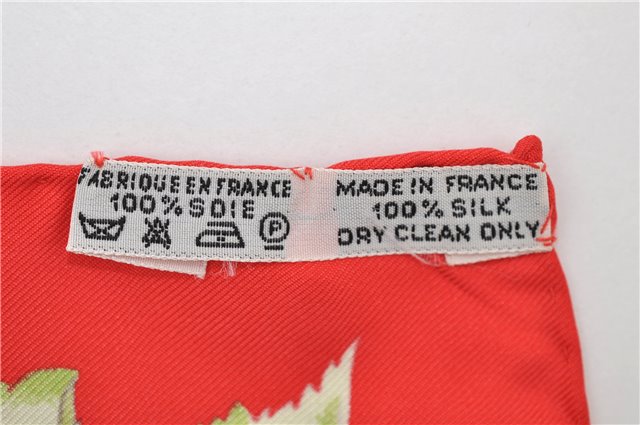 FABRIQUE EN FRANCE
100% SOIE
P
MADE IN FRANCE
100% SILK
DRY CLEAN ONLY